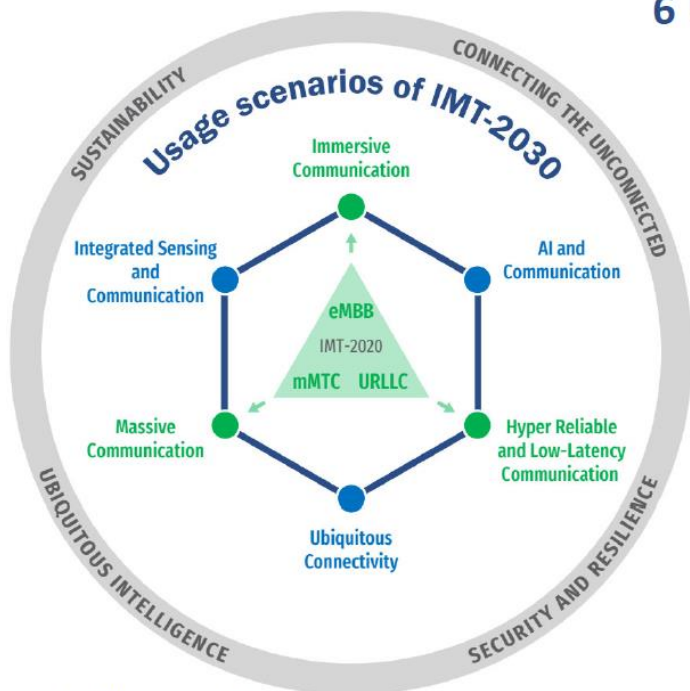 6
SUSTAINABILITY
CONNECTING THE UNCONNECTED
Usage scenarios of IMT-2030
Immersive
Communication
Integrated Sensing
and
Communication
AI and
Communication
eMBB
IMT-2020
mMTC URLLC
Massive
Communication
Hyper Reliable
and Low-Latency
Communication
Ubiquitous
Connectivity
UBIQUITOUS INTELLIGENCE
SECURITY AND RESILIENCE